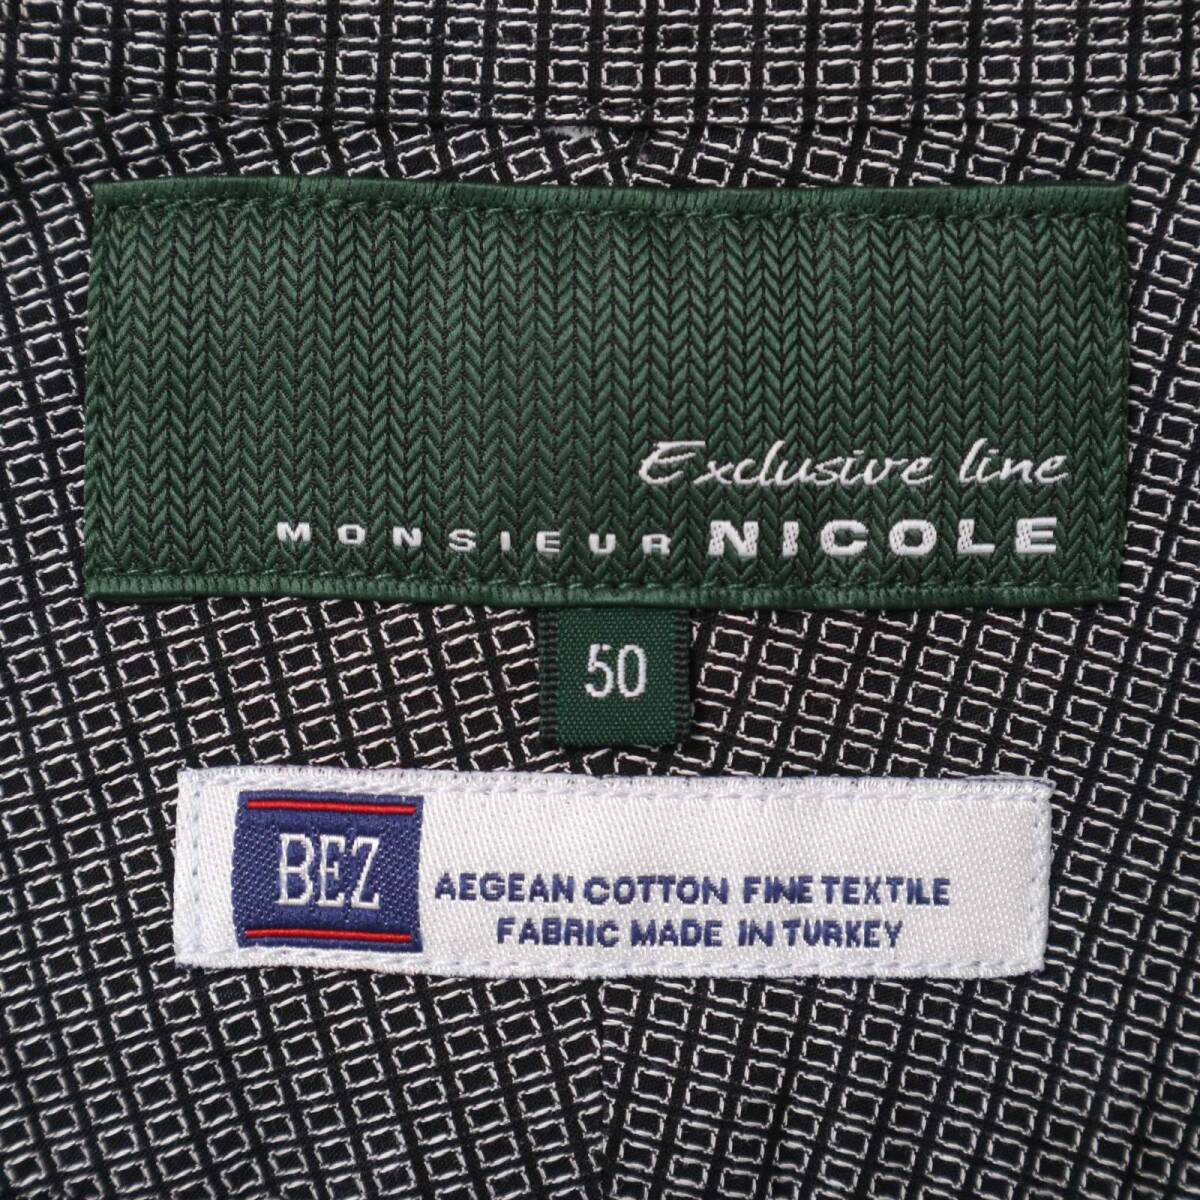 Exclusive line
MONSIEUR NICOLE
50
BEZ
AEGEAN COTTON FINE TEXTILE
FABRIC MADE IN TURKEY